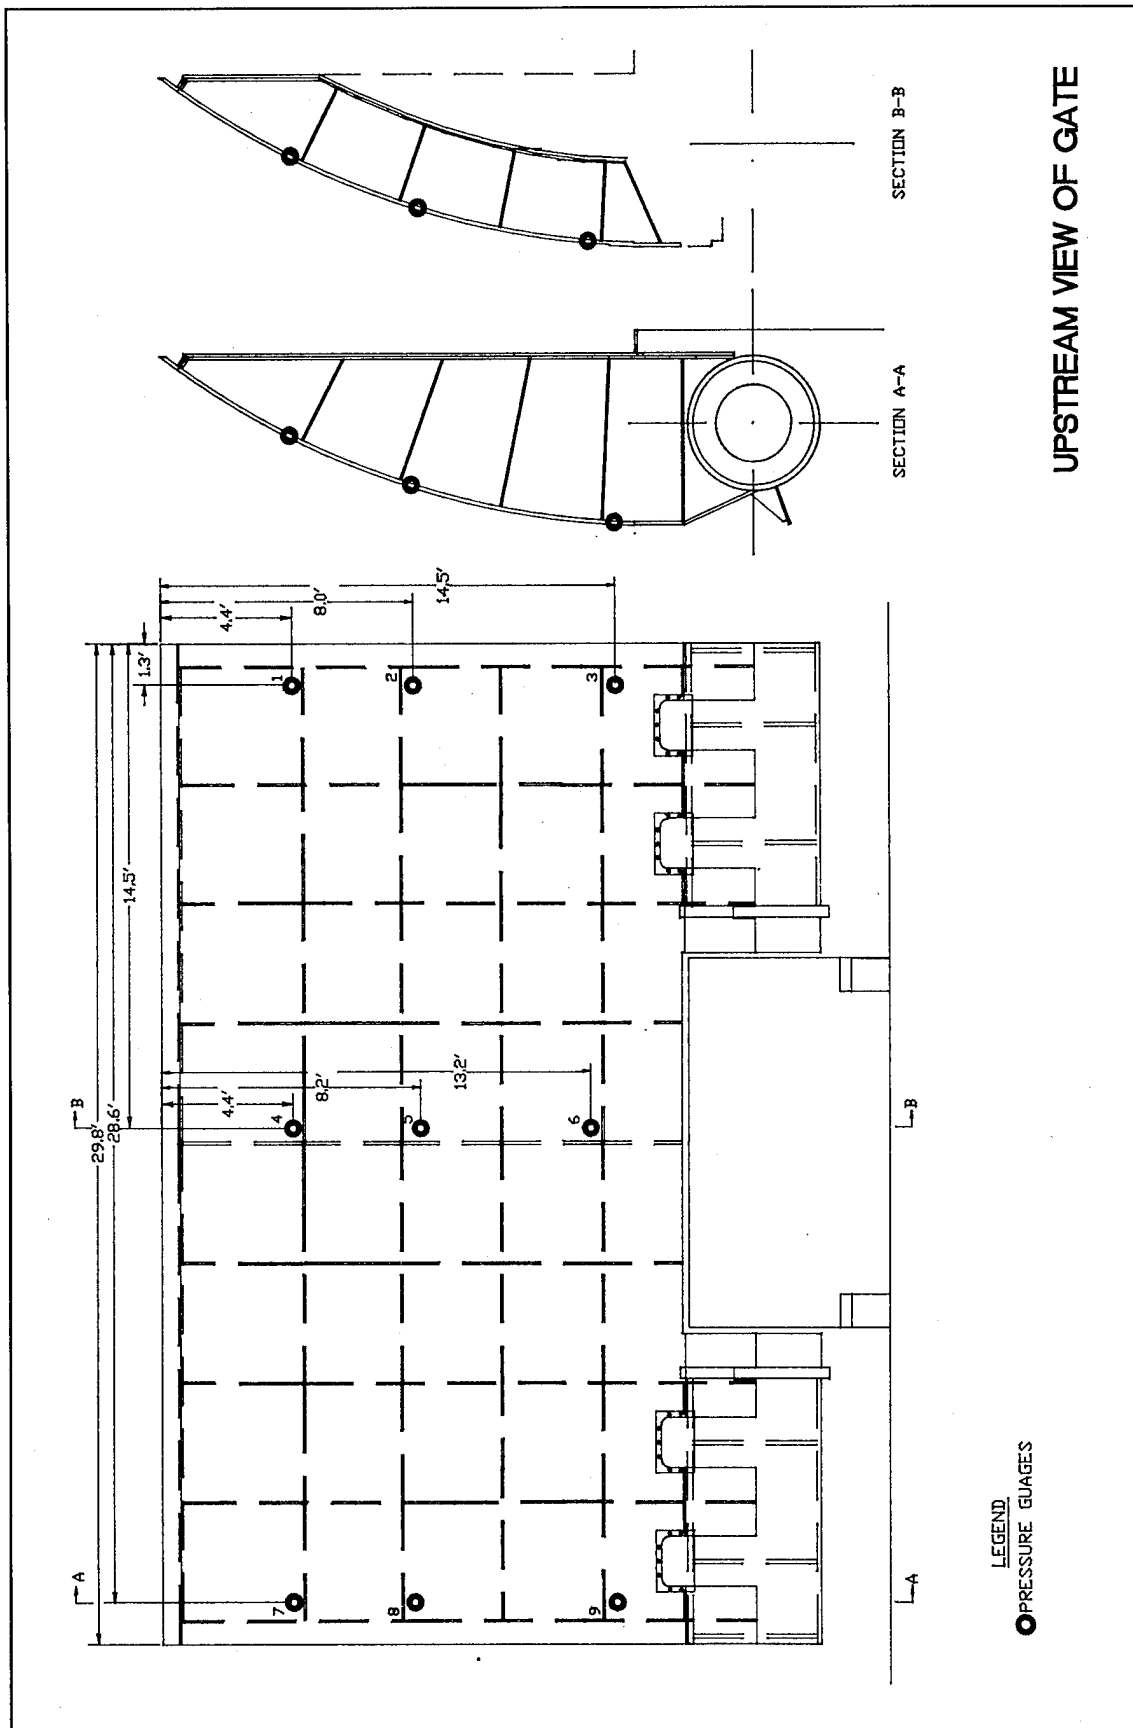 29.8'
28.6'
14.5'
1.3'
4.4'
8.0'
14.5'
A
B
4.4'
8.2'
13.2'
7
4
1
8
5
2
9
6
3
A
B
SECTION A-A
SECTION B-B
LEGEND
PRESSURE GUAGES
UPSTREAM VIEW OF GATE